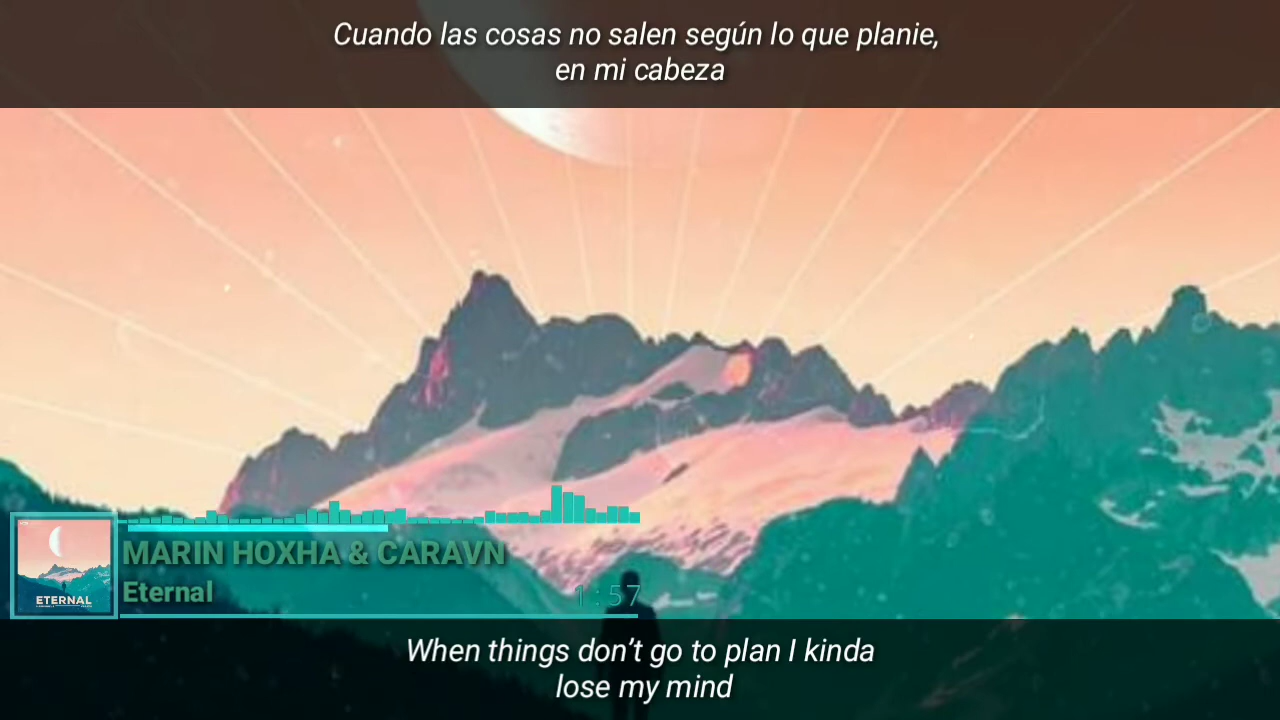 Cuando las cosas no salen según lo que planie,
en mi cabeza
MARIN HOXHA & CARAVN
Eternal
1:57
ETERNAL
When things don’t go to plan I kinda
lose my mind